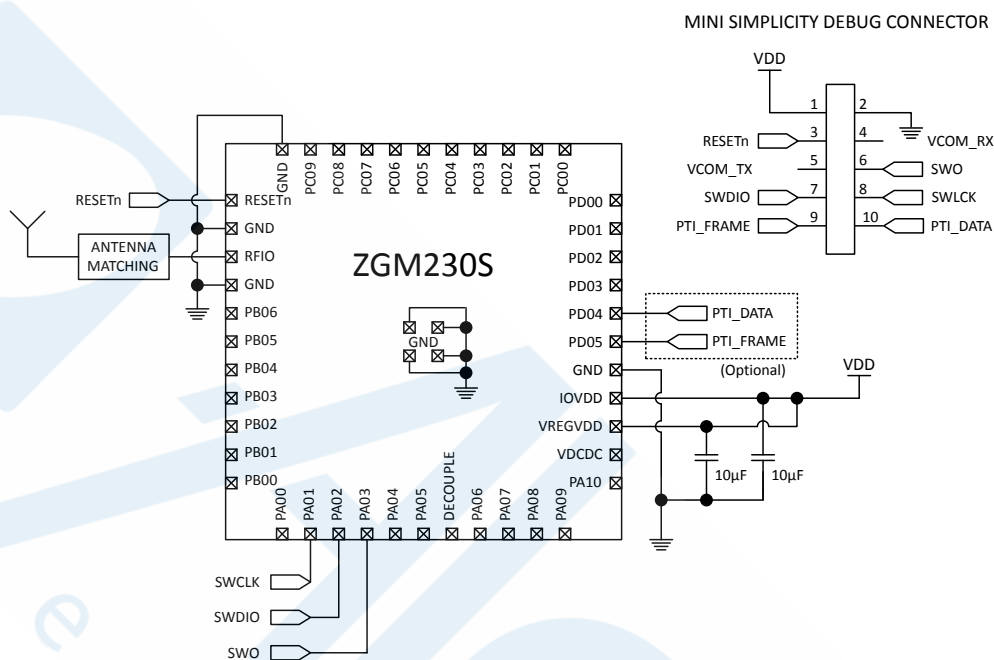 MINI SIMPLICITY DEBUG CONNECTOR
VDD
1 2
RESETn 3 4 VCOM_RX
VCOM_TX 5 6 SWO
SWDIO 7 8 SWLCK
PTI_FRAME 9 10 PTI_DATA
GND PC09 PC08 PC07 PC06 PC05 PC04 PC03 PC02 PC01 PC00
RESETn RESETn PD00
GND PD01
ANTENNA
MATCHING
RFIO PD02
GND PD03
ZGM230S
PB06 PD04 PTI_DATA
PB05 PD05 PTI_FRAME
GND
(Optional)
PB04 GND
VDD
PB03 IOVDD
PB02 VREGVDD
PB01 VDCDC
10µF 10µF
PB00 PA10
PA00 PA01 PA02 PA03 PA04 PA05 DECOUPLE PA06 PA07 PA08 PA09
SWCLK
SWDIO
SWO
e